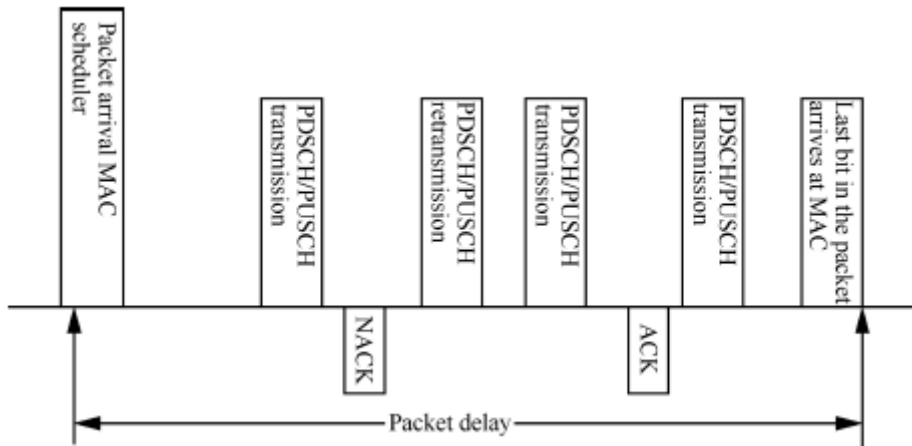 Packet arrival MAC
scheduler
PDSCH/PUSCH
transmission
NACK
PDSCH/PUSCH
retransmission
PDSCH/PUSCH
transmission
ACK
PDSCH/PUSCH
transmission
Last bit in the packet
arrives at MAC
Packet delay